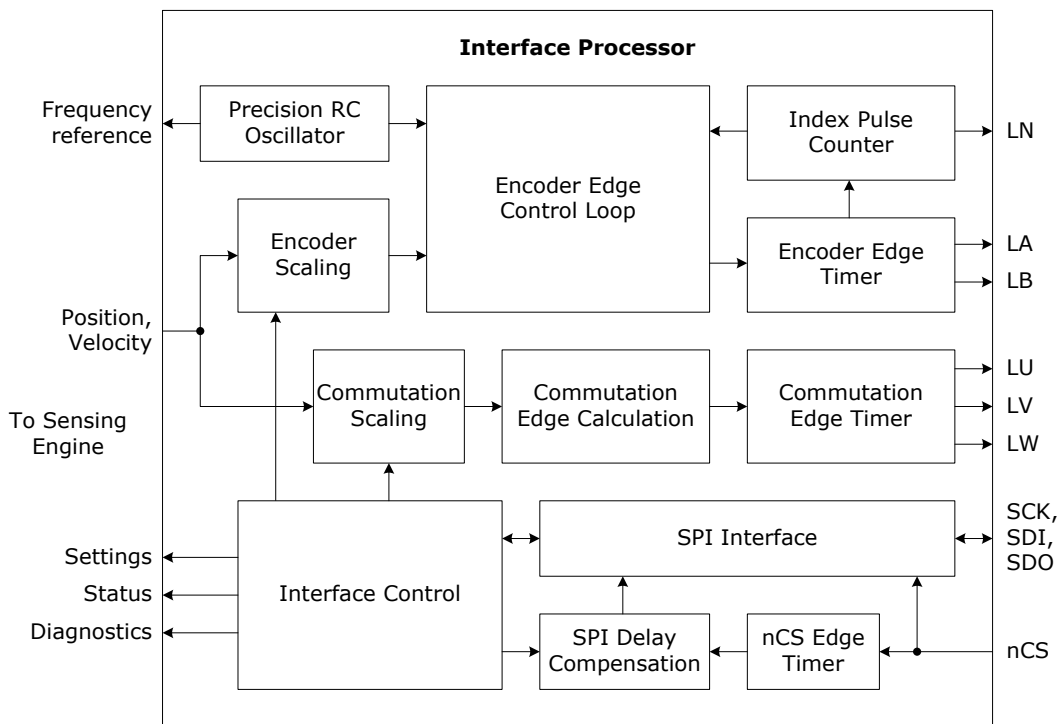 Interface Processor
Frequency
reference
Precision RC
Oscillator
Index Pulse
Counter
LN
Encoder Edge
Control Loop
Encoder
Scaling
Encoder Edge
Timer
LA
LB
Position,
Velocity
Commutation
Scaling
Commutation
Edge Calculation
Commutation
Edge Timer
LU
LV
LW
To Sensing
Engine
Settings
Status
Diagnostics
Interface Control
SPI Interface
SCK,
SDI,
SDO
SPI Delay
Compensation
nCS Edge
Timer
nCS